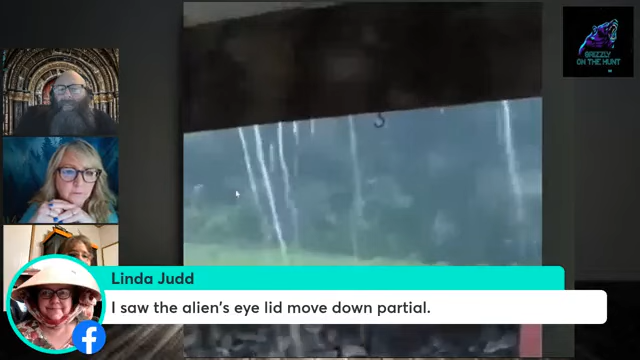 GRIZZLY
ON THE HUNT
Linda Judd
I saw the alien's eye lid move down partial.